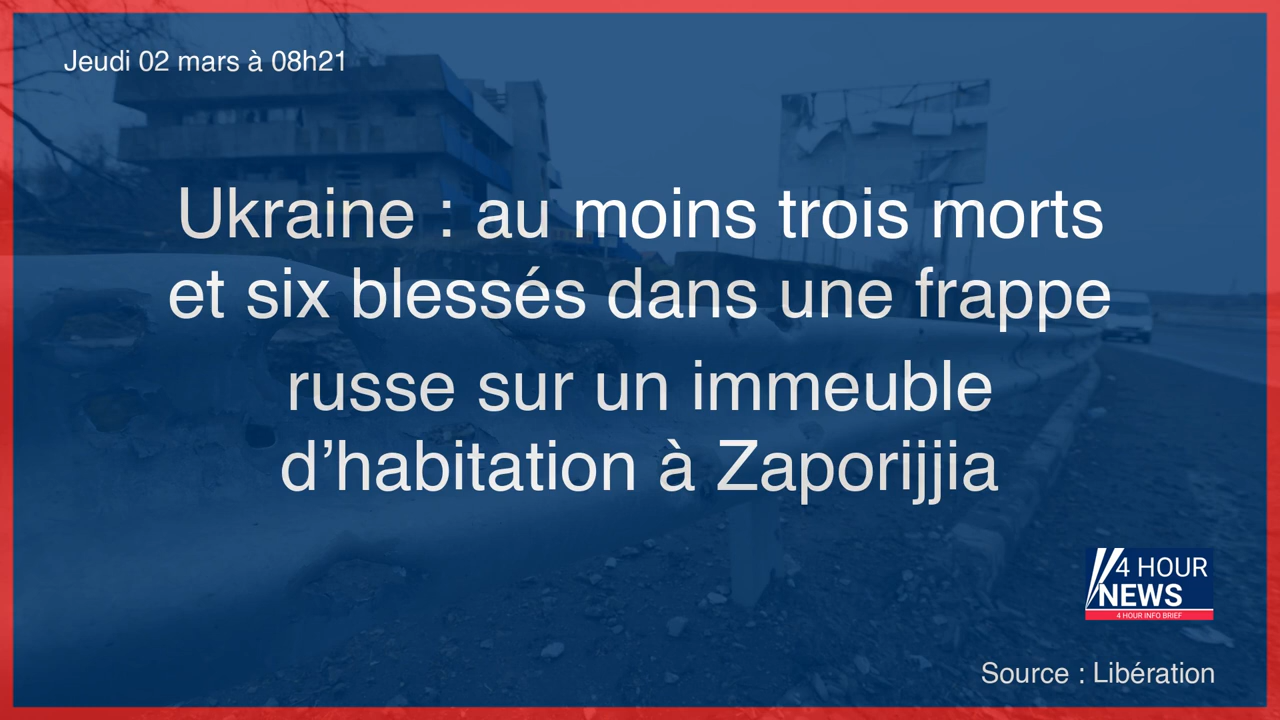 Jeudi 02 mars à 08h21
Ukraine : au moins trois morts
et six blessés dans une frappe
russe sur un immeuble
d’habitation à Zaporijjia
4 HOUR
NEWS
4 HOUR INFO BRIEF
Source : Libération